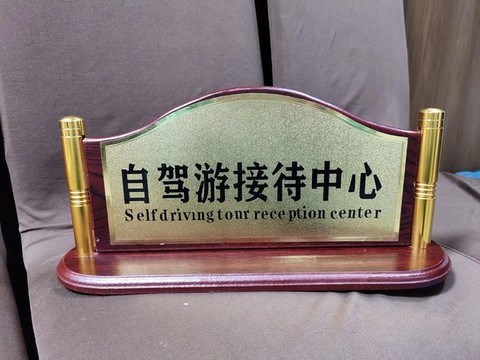 自驾游接待中心
Self driving tour reception center